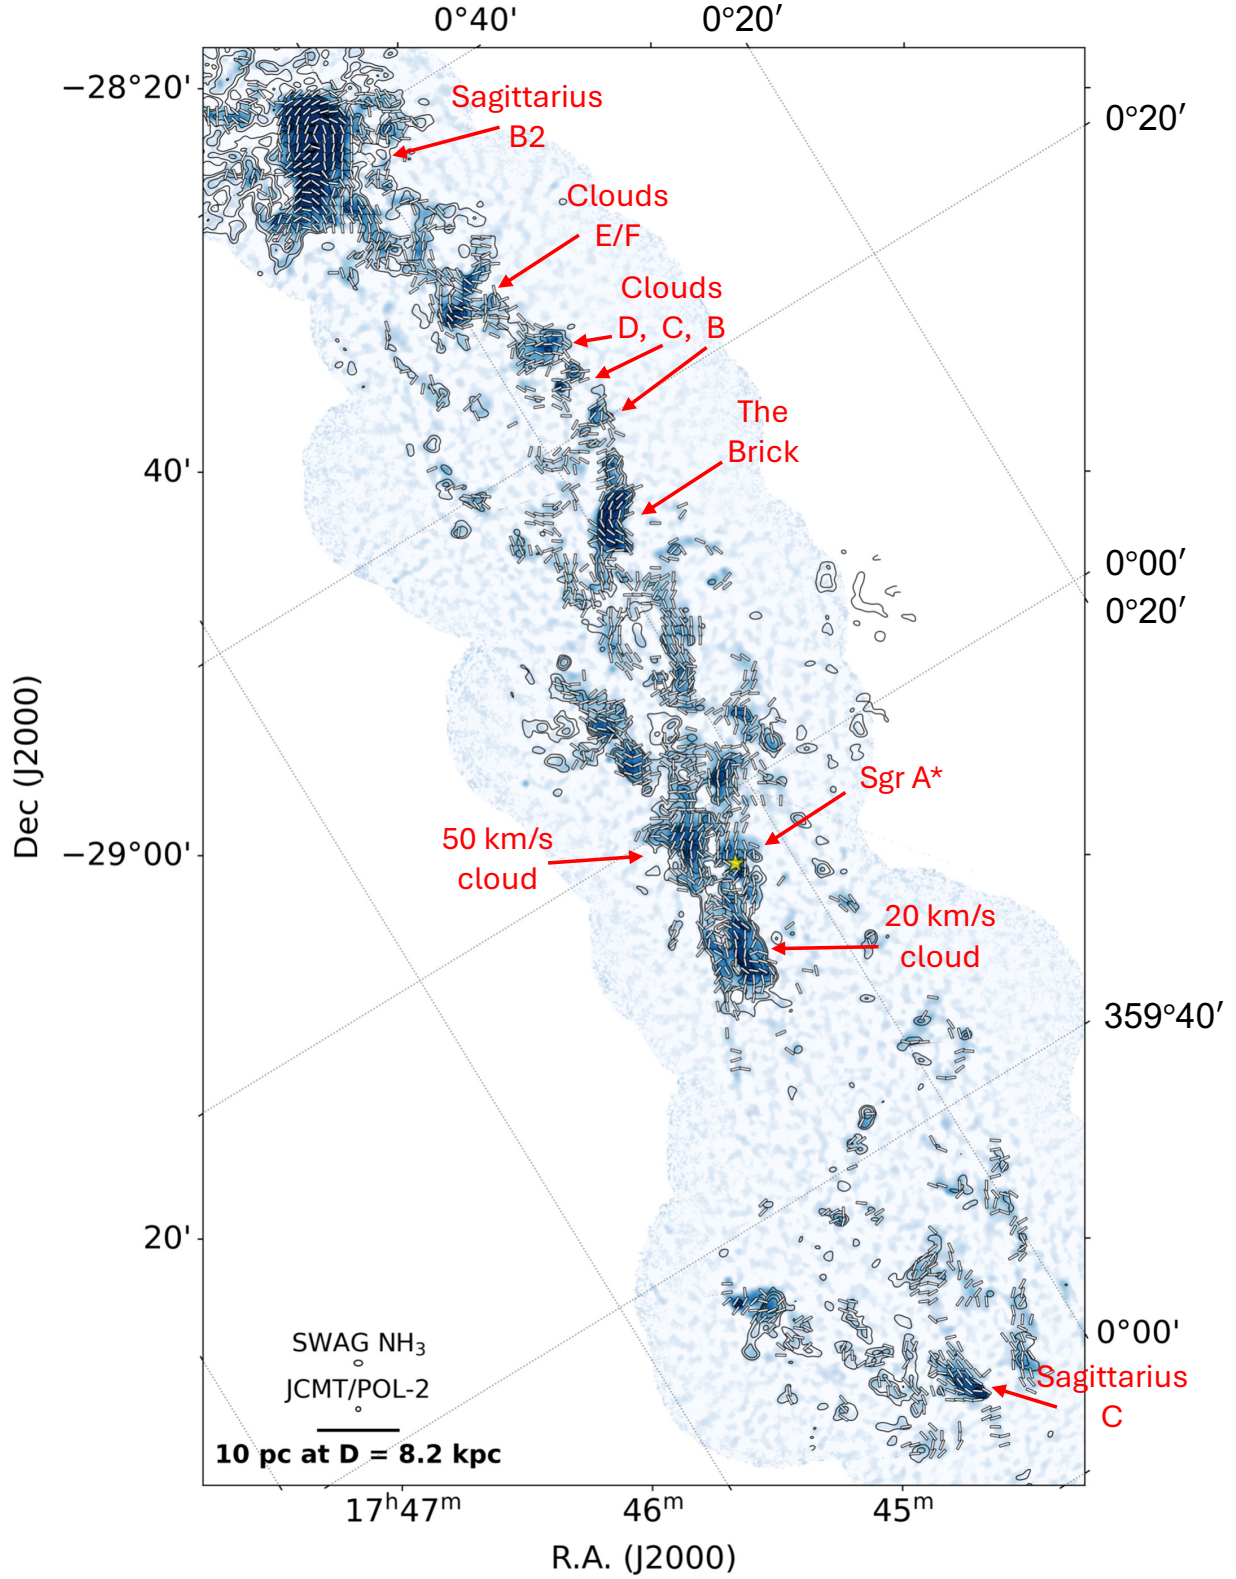 0°40'
0°20'
−28°20'
0°20'
Sagittarius
B2
Clouds
E/F
Clouds
D, C, B
The
Brick
40'
0°00'
0°20'
Dec (J2000)
Sgr A*
50 km/s
cloud
−29°00'
20 km/s
cloud
359°40'
20'
SWAG NH₃
JCMT/POL-2
10 pc at D = 8.2 kpc
0°00'
Sagittarius
C
17ʰ47ᵐ
46ᵐ
45ᵐ
R.A. (J2000)